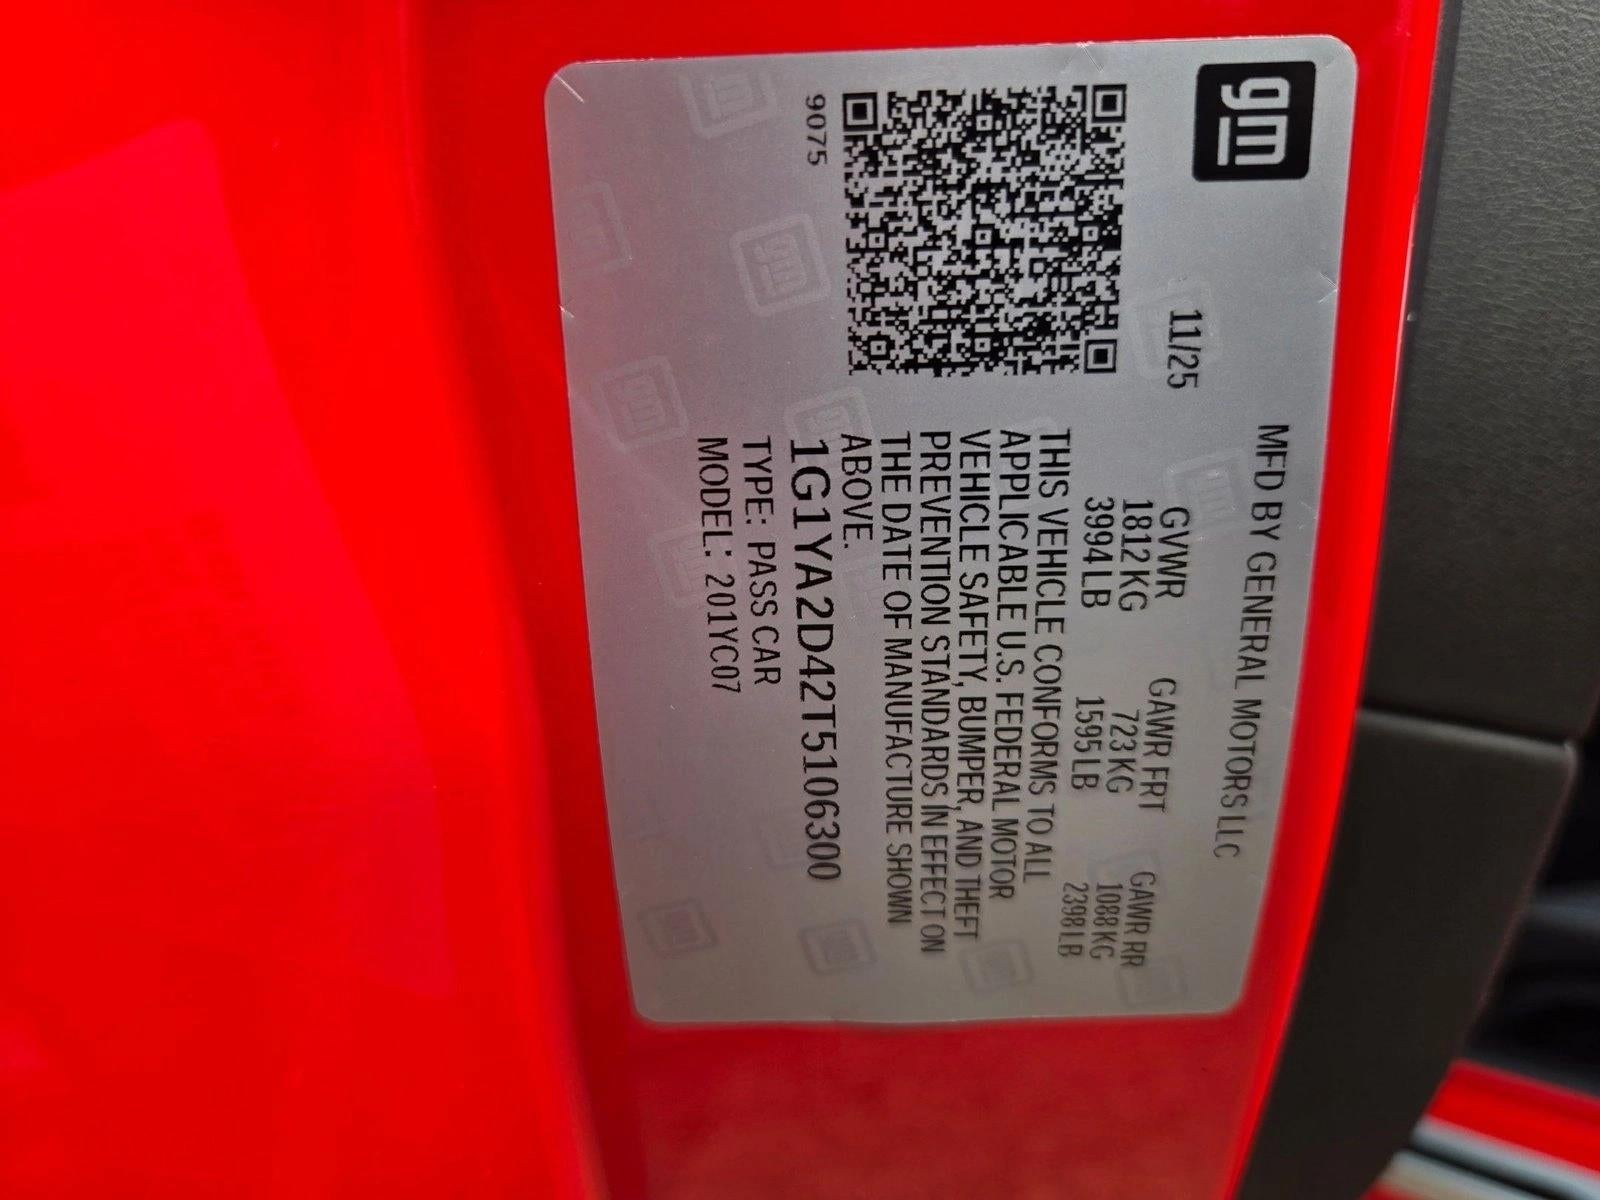 gm
MFD BY GENERAL MOTORS LLC
11/25
GVWR GAWR FRT GAWR RR
1812 KG 723 KG 1088 KG
3994 LB 1595 LB 2398 LB
THIS VEHICLE CONFORMS TO ALL
APPLICABLE U.S. FEDERAL MOTOR
VEHICLE SAFETY, BUMPER, AND THEFT
PREVENTION STANDARDS IN EFFECT ON
THE DATE OF MANUFACTURE SHOWN
ABOVE.
1G1YA2D42T5106300
TYPE: PASS CAR
MODEL: 201YC07
9075